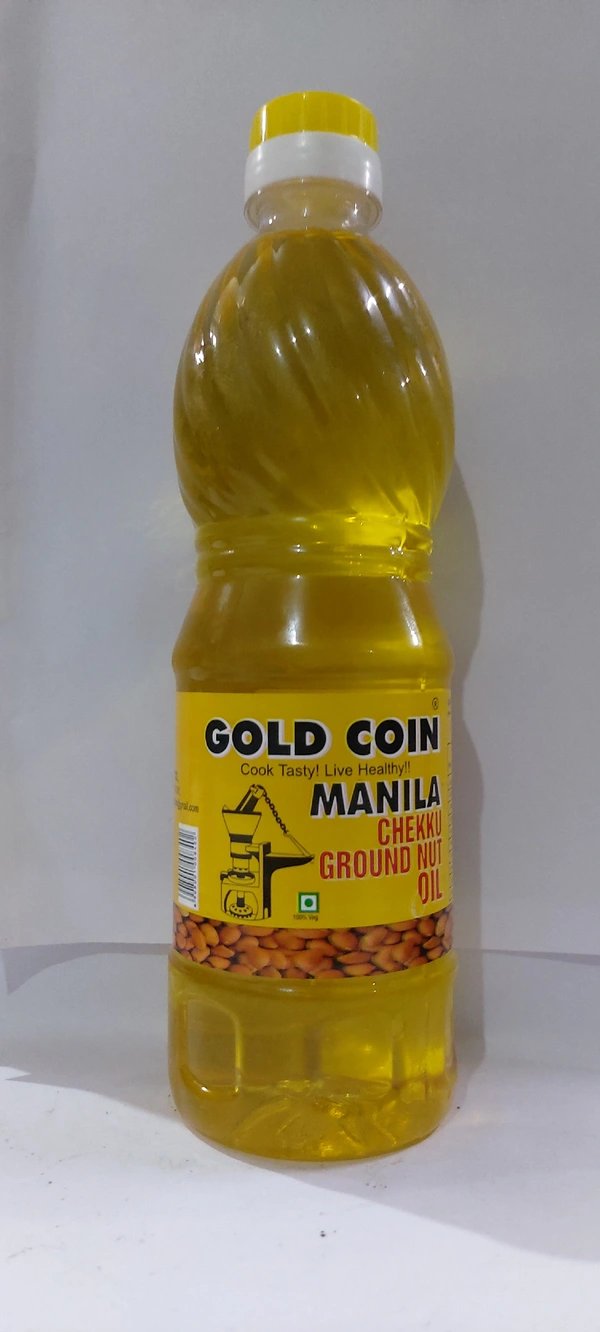 ®
GOLD COIN
Cook Tasty! Live Healthy!!
MANILA
CHEKKU
GROUND NUT
OIL
100% Veg